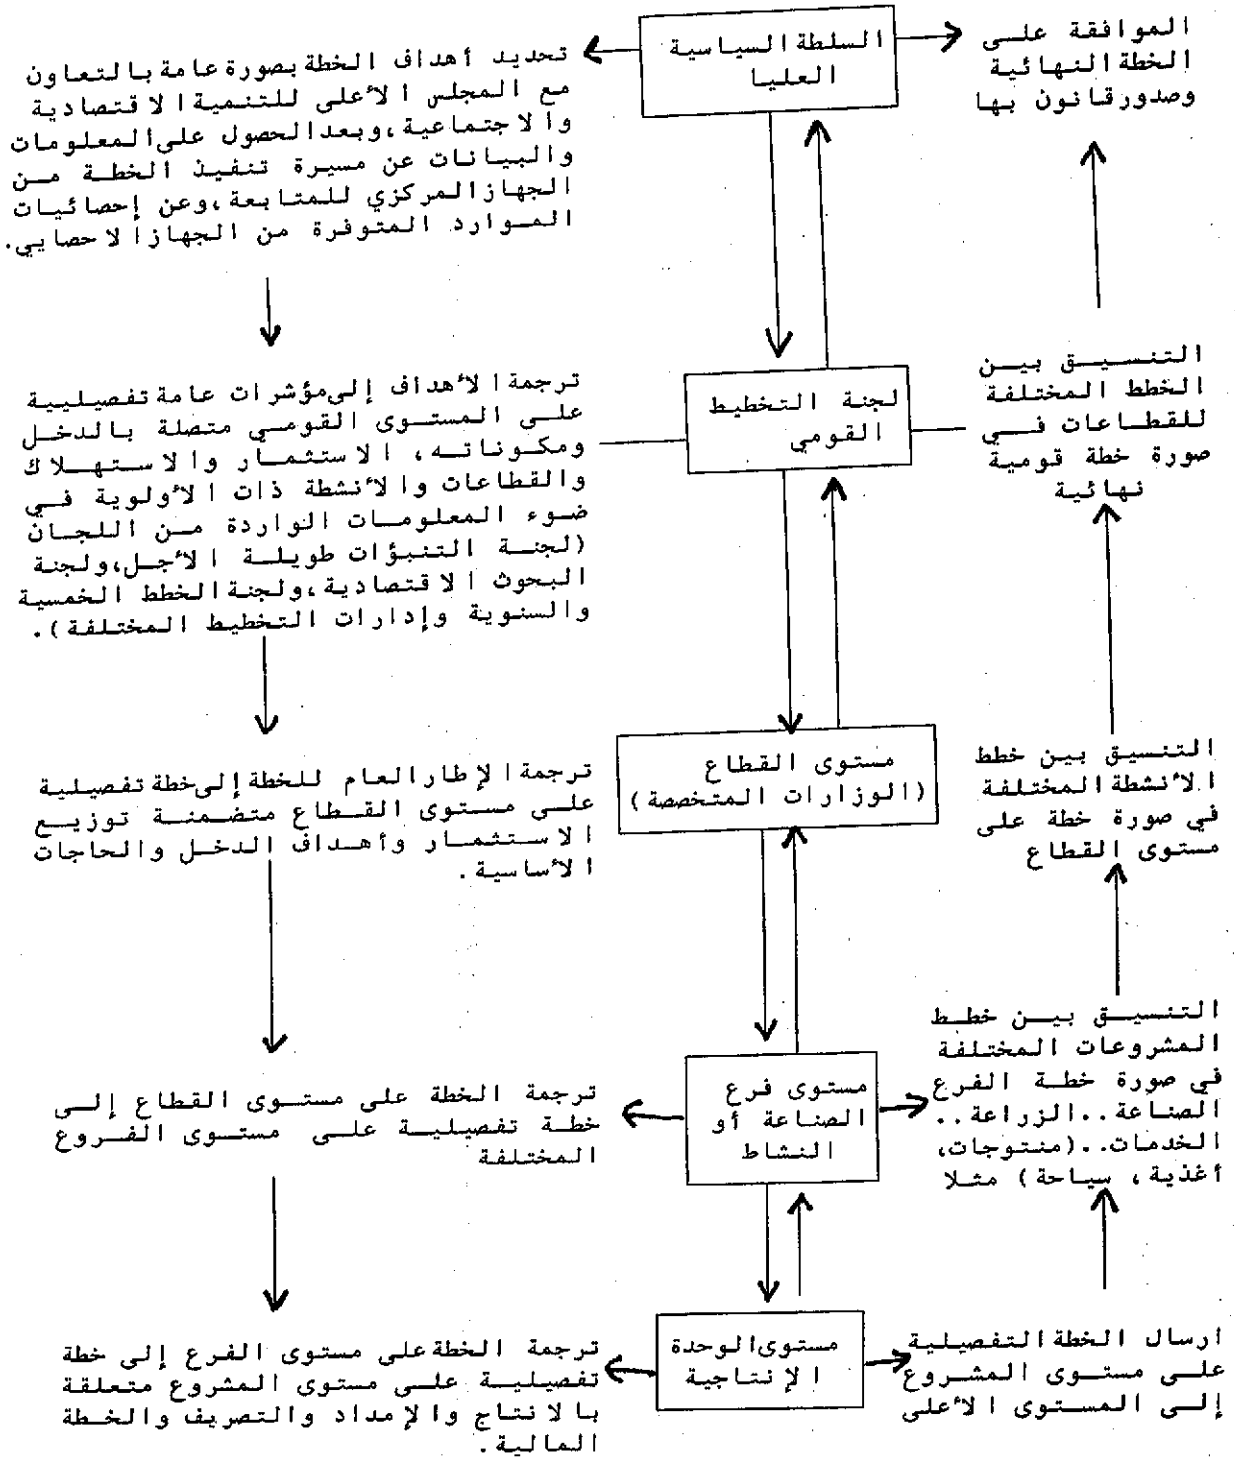 الموافقة على
الخطة النهائية
وصدور قانون بها
السلطة السياسية
العليا
تحديد أهداف الخطة بصورة عامة بالتعاون
مع المجلس الأعلى للتنمية الاقتصادية
والاجتماعية، وبعد الحصول على المعلومات
والبيانات عن مسيرة تنفيذ الخطة من
الجهاز المركزي للمتابعة، وعن إحصائيات
الموارد المتوفرة من الجهاز الاحصايي.
التنسيق بين
الخطط المختلفة
للقطاعات في
صورة خطة قومية
نهائية
لجنة التخطيط
القومي
ترجمة الأهداف إلى مؤشرات عامة تفصيليية
على المستوى القومي متصلة بالدخل
ومكوناته، الاستثمار والاستهلاك
والقطاعات والأنشطة ذات الأولوية في
ضوء المعلومات الواردة من اللجان
(لجنة التنبؤات طويلة الأجل، ولجنة
البحوث الاقتصادية، ولجنة الخطط الخمسية
والسنوية وإدارات التخطيط المختلفة).
التنسيق بين خطط
الأنشطة المختلفة
في صورة خطة على
مستوى القطاع
مستوى القطاع
(الوزارات المتخصصة)
ترجمة الإطار العام للخطة إلى خطة تفصيلية
على مستوى القطاع متضمنة توزيع
الاستثمار وأهداف الدخل والحاجات
الأساسية.
التنسيق بين خطط
المشروعات المختلفة
في صورة خطة الفرع
الصناعة..الزراعة..
الخدمات..(منتوجات،
أغذية، سياحة) مثلا
مستوى فرع
الصناعة أو
النشاط
ترجمة الخطة على مستوى القطاع إلى
خطة تفصيلية على مستوى الفروع
المختلفة
ارسال الخطة التفصيلية
على مستوى المشروع
إلى المستوى الأعلى
مستوى الوحدة
الإنتاجية
ترجمة الخطة على مستوى الفرع إلى خطة
تفصيلية على مستوى المشروع متعلقة
بالانتاج والإمداد والتصريف والخطة
المالية.